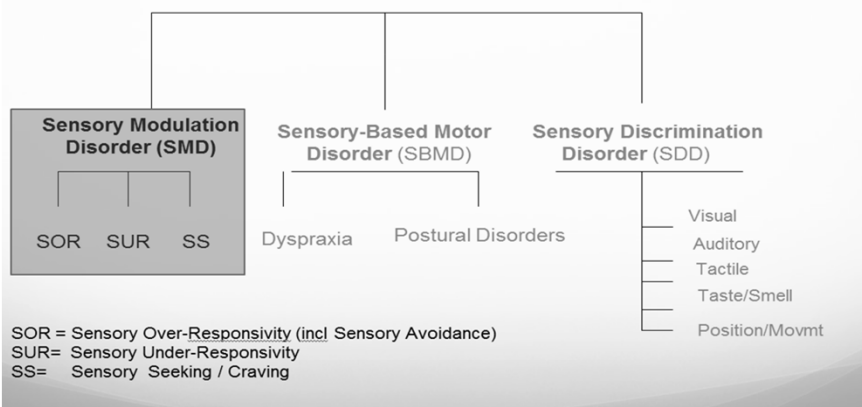 Sensory Modulation
Disorder (SMD)
SOR SUR SS
Sensory-Based Motor
Disorder (SBMD)
Dyspraxia Postural Disorders
Sensory Discrimination
Disorder (SDD)
Visual
Auditory
Tactile
Taste/Smell
Position/Movmt
SOR = Sensory Over-Responsivity (incl Sensory Avoidance)
SUR= Sensory Under-Responsivity
SS= Sensory Seeking / Craving